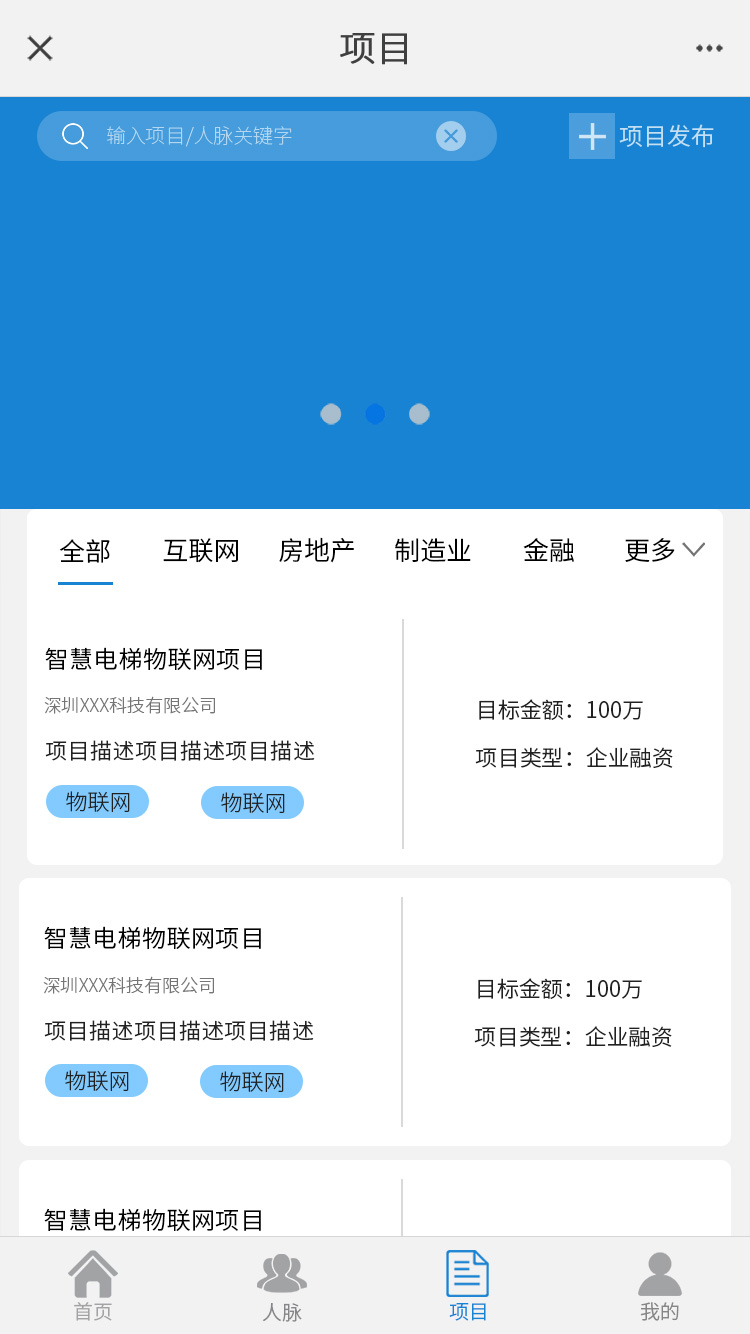 项目
输入项目/人脉关键字
项目发布
全部 互联网 房地产 制造业 金融 更多
智慧电梯物联网项目
深圳XXX科技有限公司
项目描述项目描述项目描述
物联网 物联网
目标金额：100万
项目类型：企业融资
智慧电梯物联网项目
深圳XXX科技有限公司
项目描述项目描述项目描述
物联网 物联网
目标金额：100万
项目类型：企业融资
智慧电梯物联网项目
首页 人脉 项目 我的